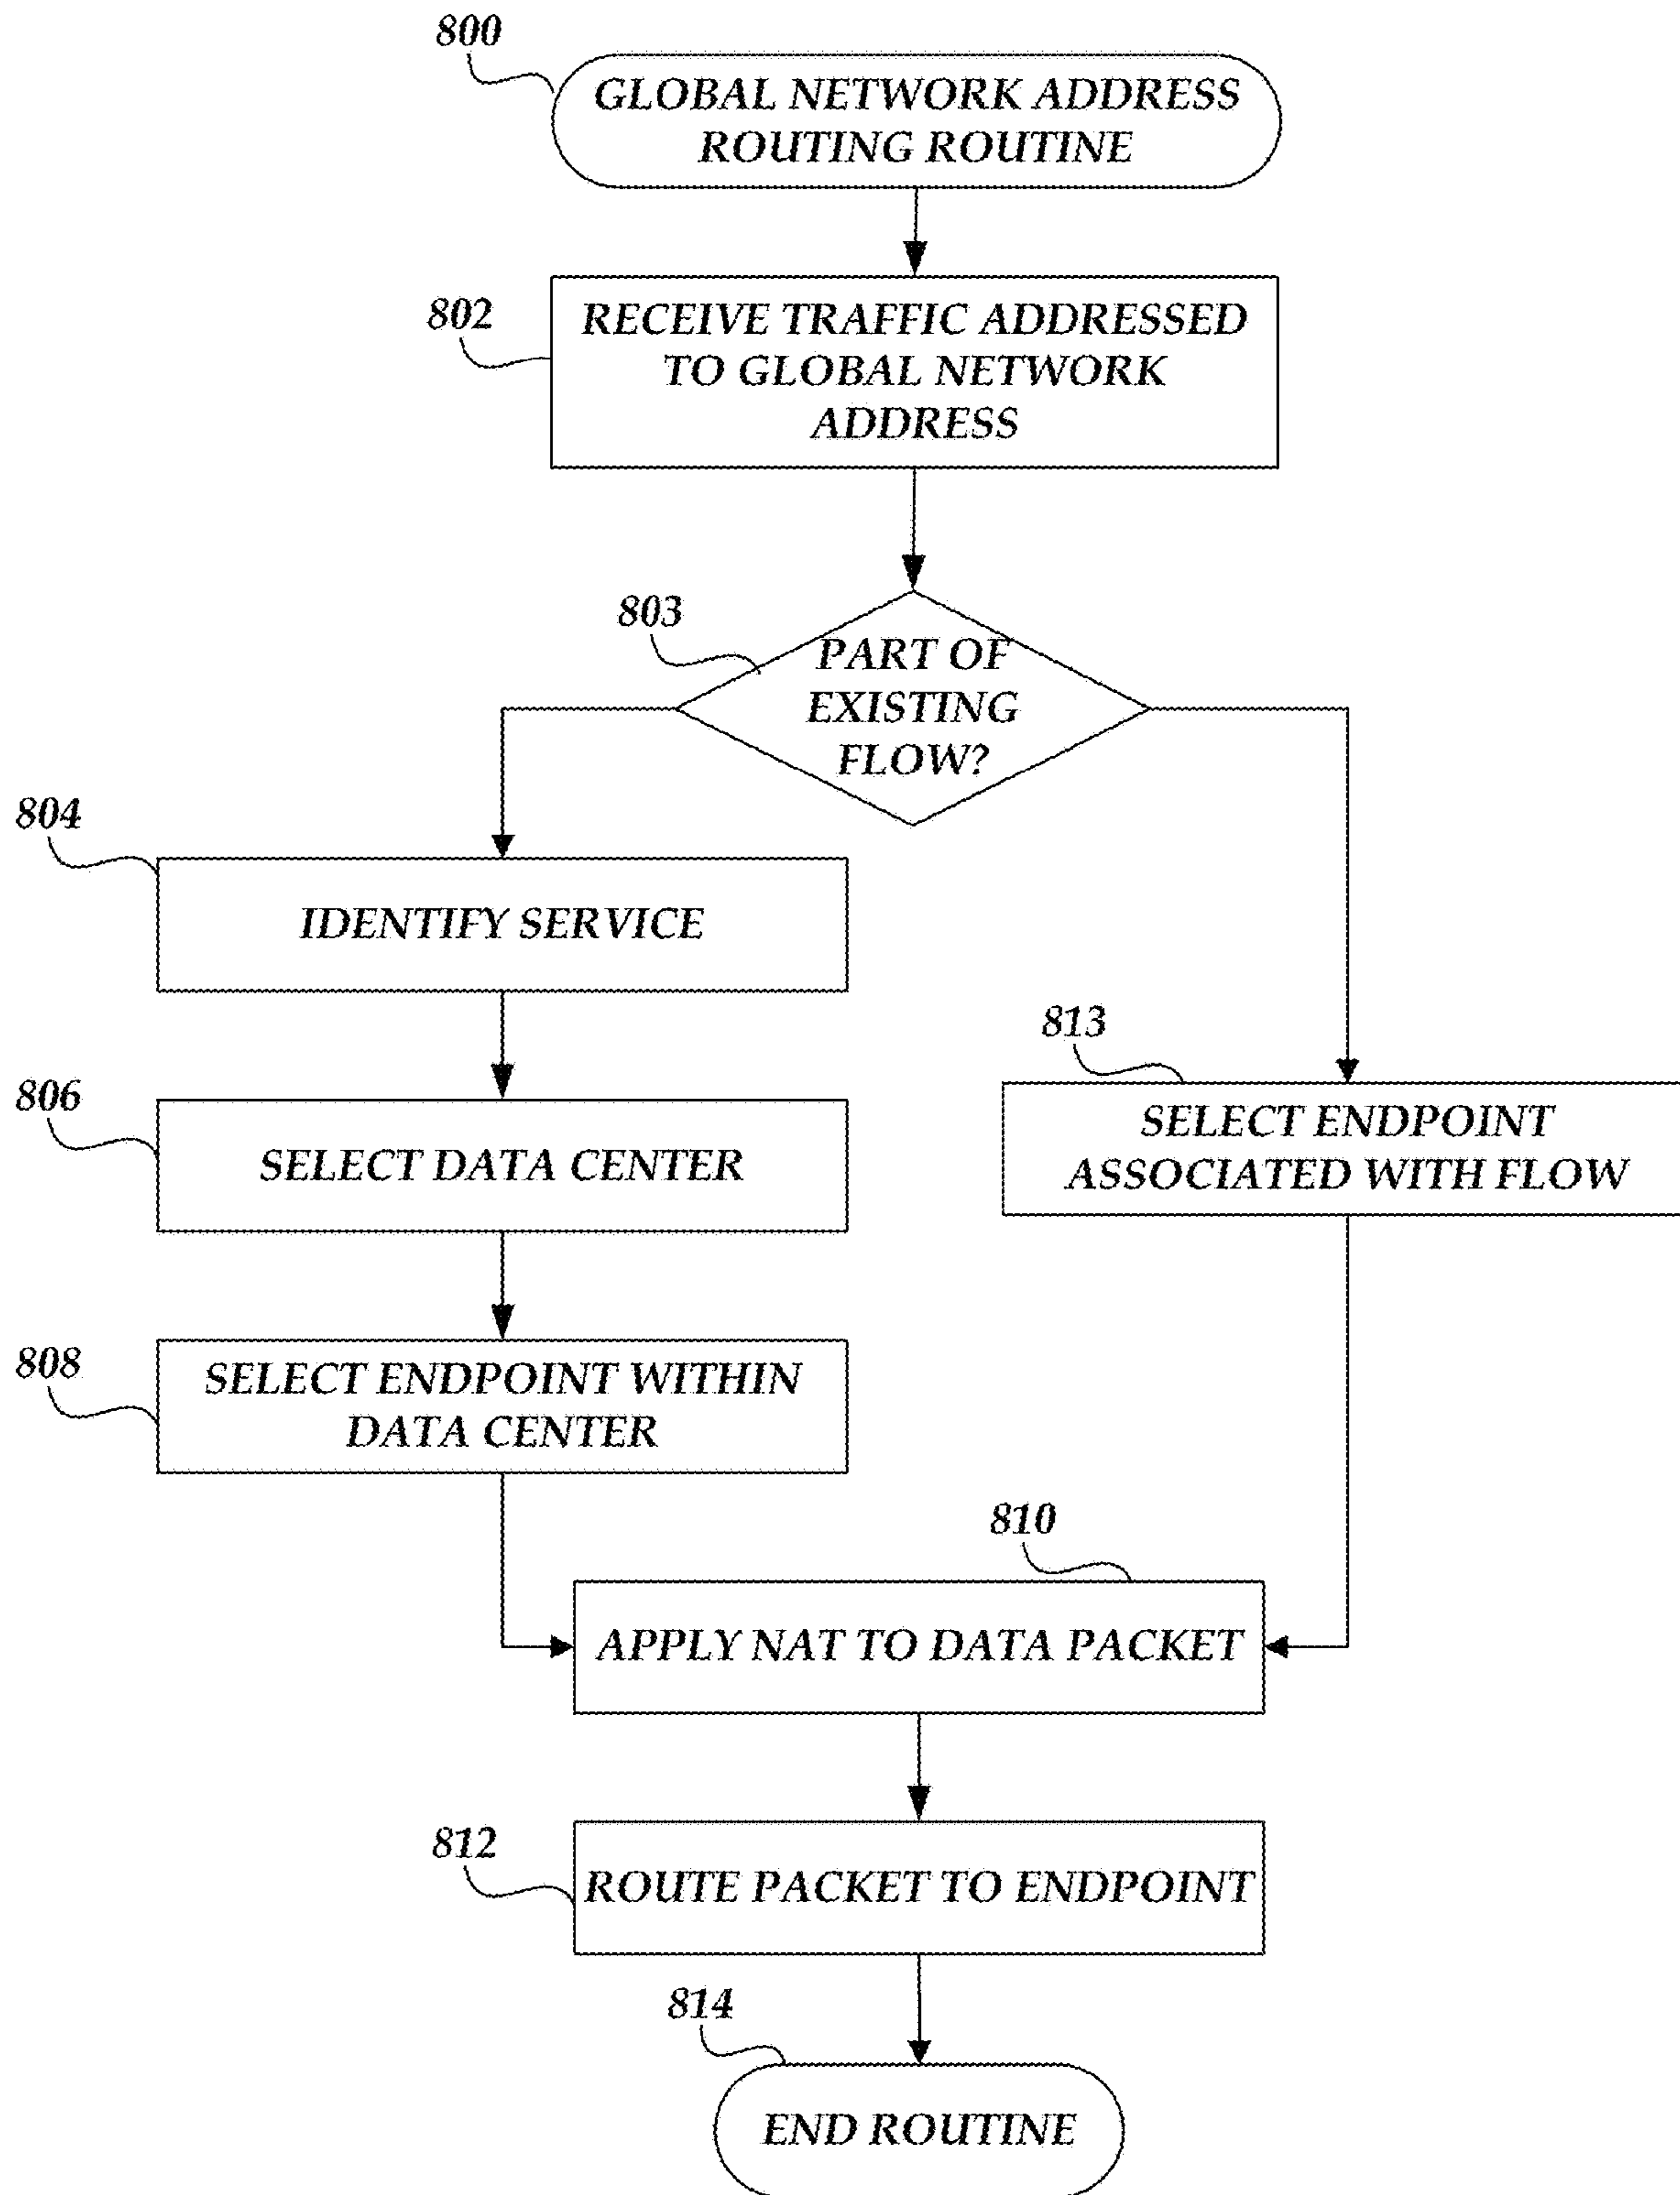 800
GLOBAL NETWORK ADDRESS
ROUTING ROUTINE
802
RECEIVE TRAFFIC ADDRESSED
TO GLOBAL NETWORK
ADDRESS
803
PART OF
EXISTING
FLOW?
804
IDENTIFY SERVICE
806
SELECT DATA CENTER
813
SELECT ENDPOINT
ASSOCIATED WITH FLOW
808
SELECT ENDPOINT WITHIN
DATA CENTER
810
APPLY NAT TO DATA PACKET
812
ROUTE PACKET TO ENDPOINT
814
END ROUTINE